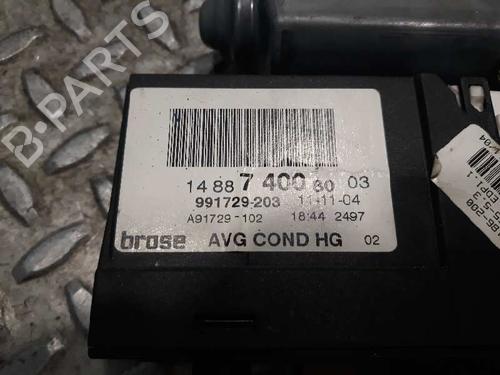 14 88 7 400 80 03
991729-203 11-11-04
A91729-102 18:44 2497
brose AVG COND HG 02
B-PARTS